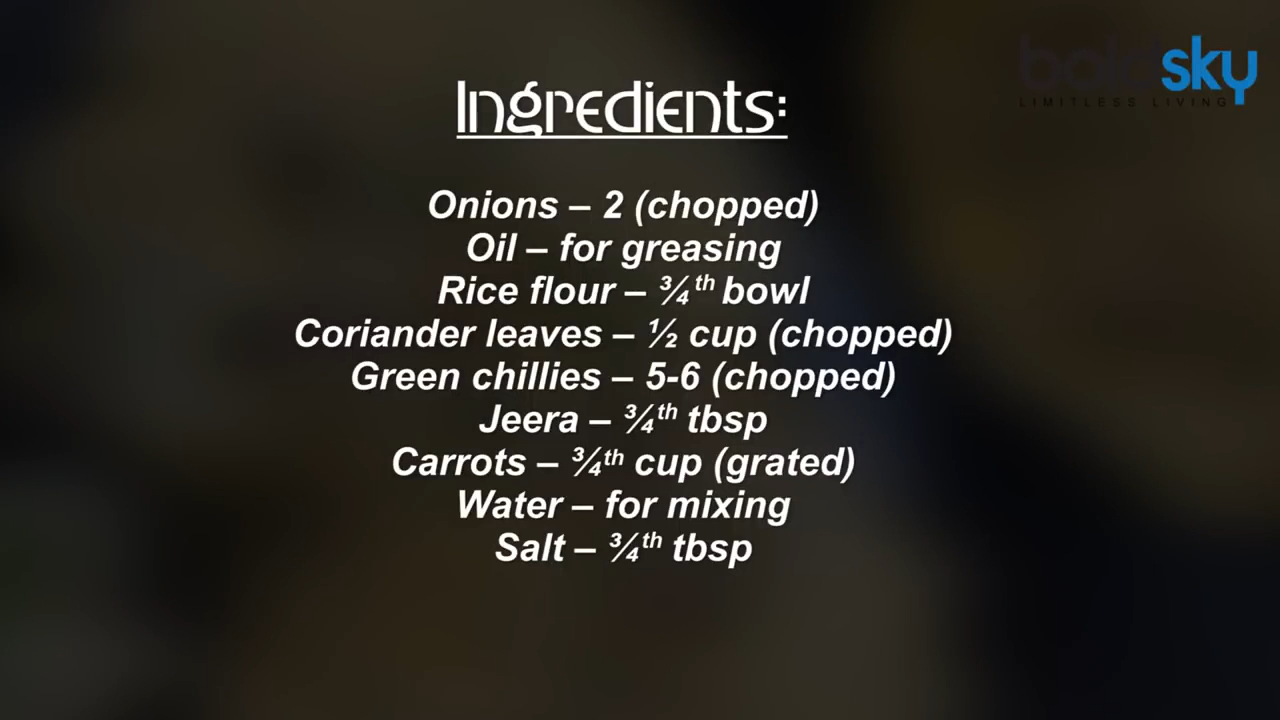 boldsky
LIMITLESS LIVING
Ingredients:
Onions – 2 (chopped)
Oil – for greasing
Rice flour – ¾th bowl
Coriander leaves – ½ cup (chopped)
Green chillies – 5-6 (chopped)
Jeera – ¾th tbsp
Carrots – ¾th cup (grated)
Water – for mixing
Salt – ¾th tbsp